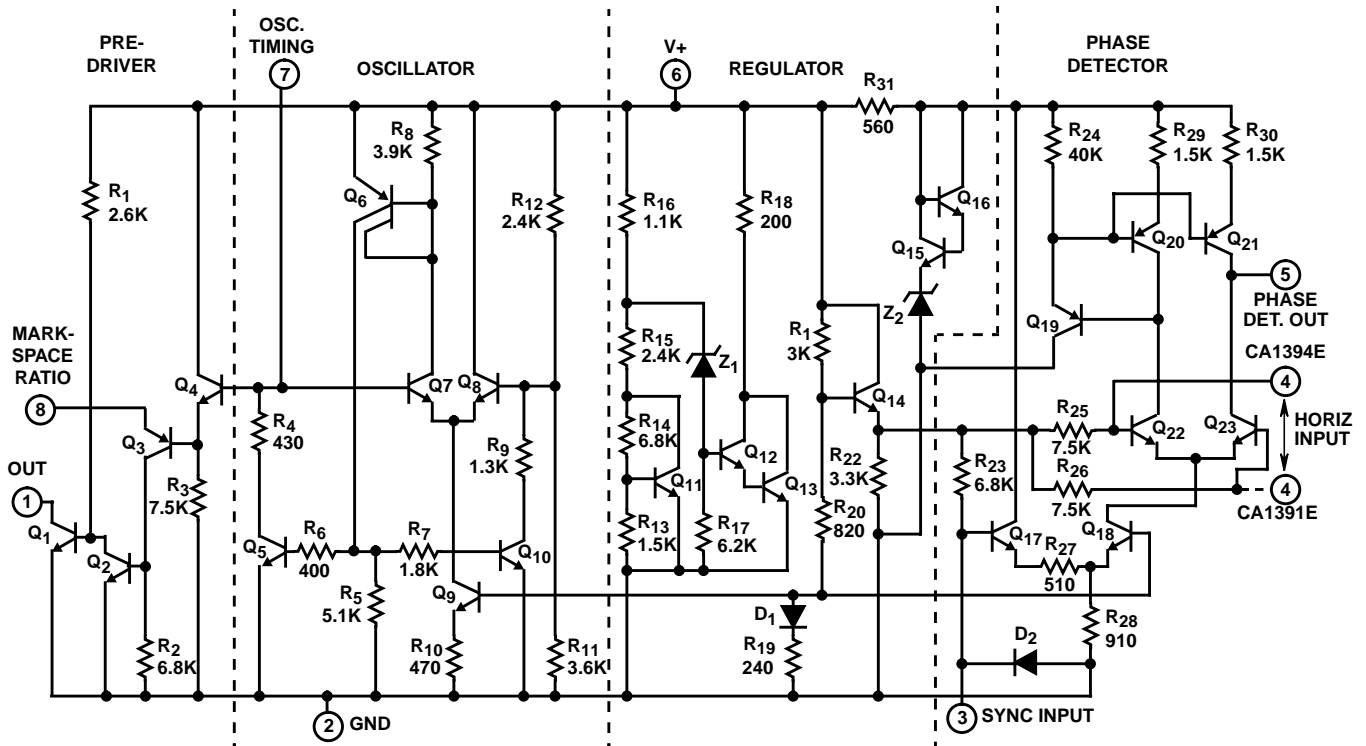 PRE-
DRIVER
OSC.
TIMING
7
OSCILLATOR
V+
6
REGULATOR
PHASE
DETECTOR
R31
560
R8
3.9K
R24
40K
R29
1.5K
R30
1.5K
R1
2.6K
Q6
R12
2.4K
R16
1.1K
R18
200
Q16
Q15
Q20
Q21
5
PHASE
DET. OUT
Z2
Q19
R15
2.4K
Z1
R1
3K
MARK-
SPACE
RATIO
8
Q4
Q7
Q8
Q14
CA1394E
4
HORIZ
INPUT
4
CA1391E
R4
430
Q3
R9
1.3K
R14
6.8K
Q12
R22
3.3K
R23
6.8K
R25
7.5K
Q22
Q23
R26
7.5K
OUT
1
R3
7.5K
Q11
Q13
Q1
Q2
Q5
R6
400
R7
1.8K
Q10
R13
1.5K
R17
6.2K
R20
820
Q17
Q18
R27
510
R5
5.1K
Q9
D1
R28
910
R2
6.8K
R10
470
R11
3.6K
R19
240
D2
2 GND
3 SYNC INPUT